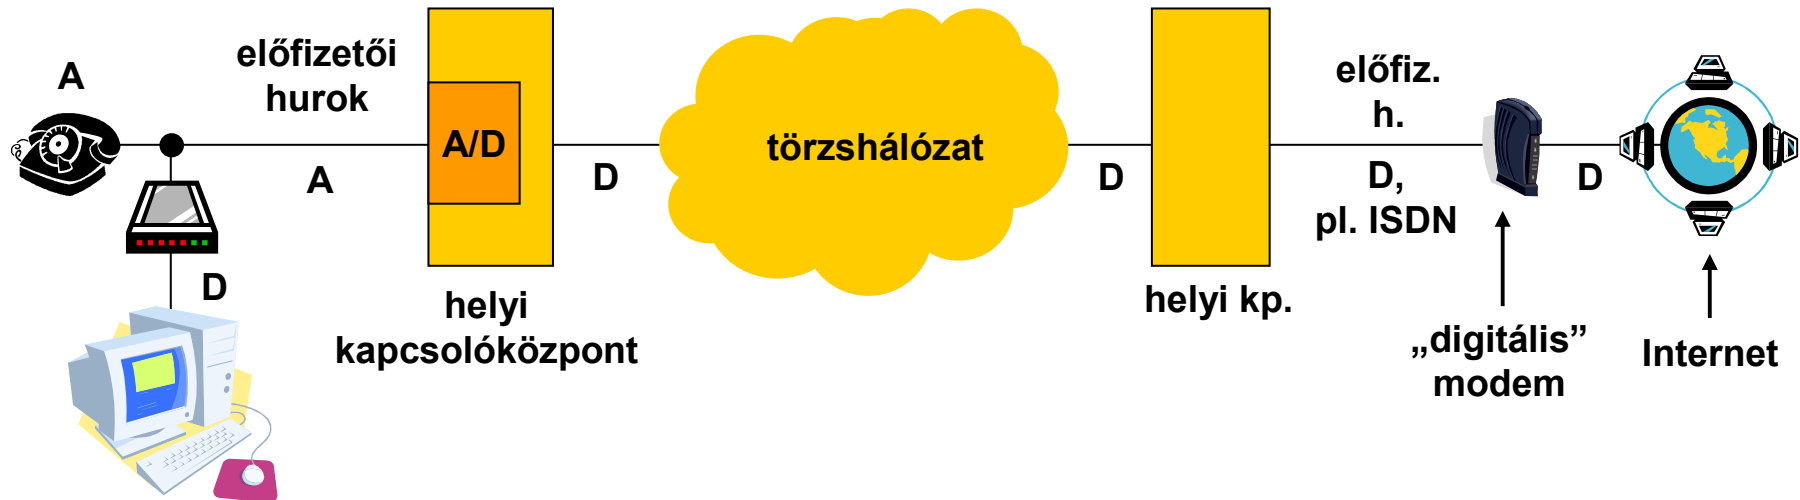 A
előfizetői
hurok
A
D
A/D
helyi
kapcsolóközpont
D
törzshálózat
D
helyi kp.
előfiz.
h.
D,
pl. ISDN
„digitális”
modem
D
Internet